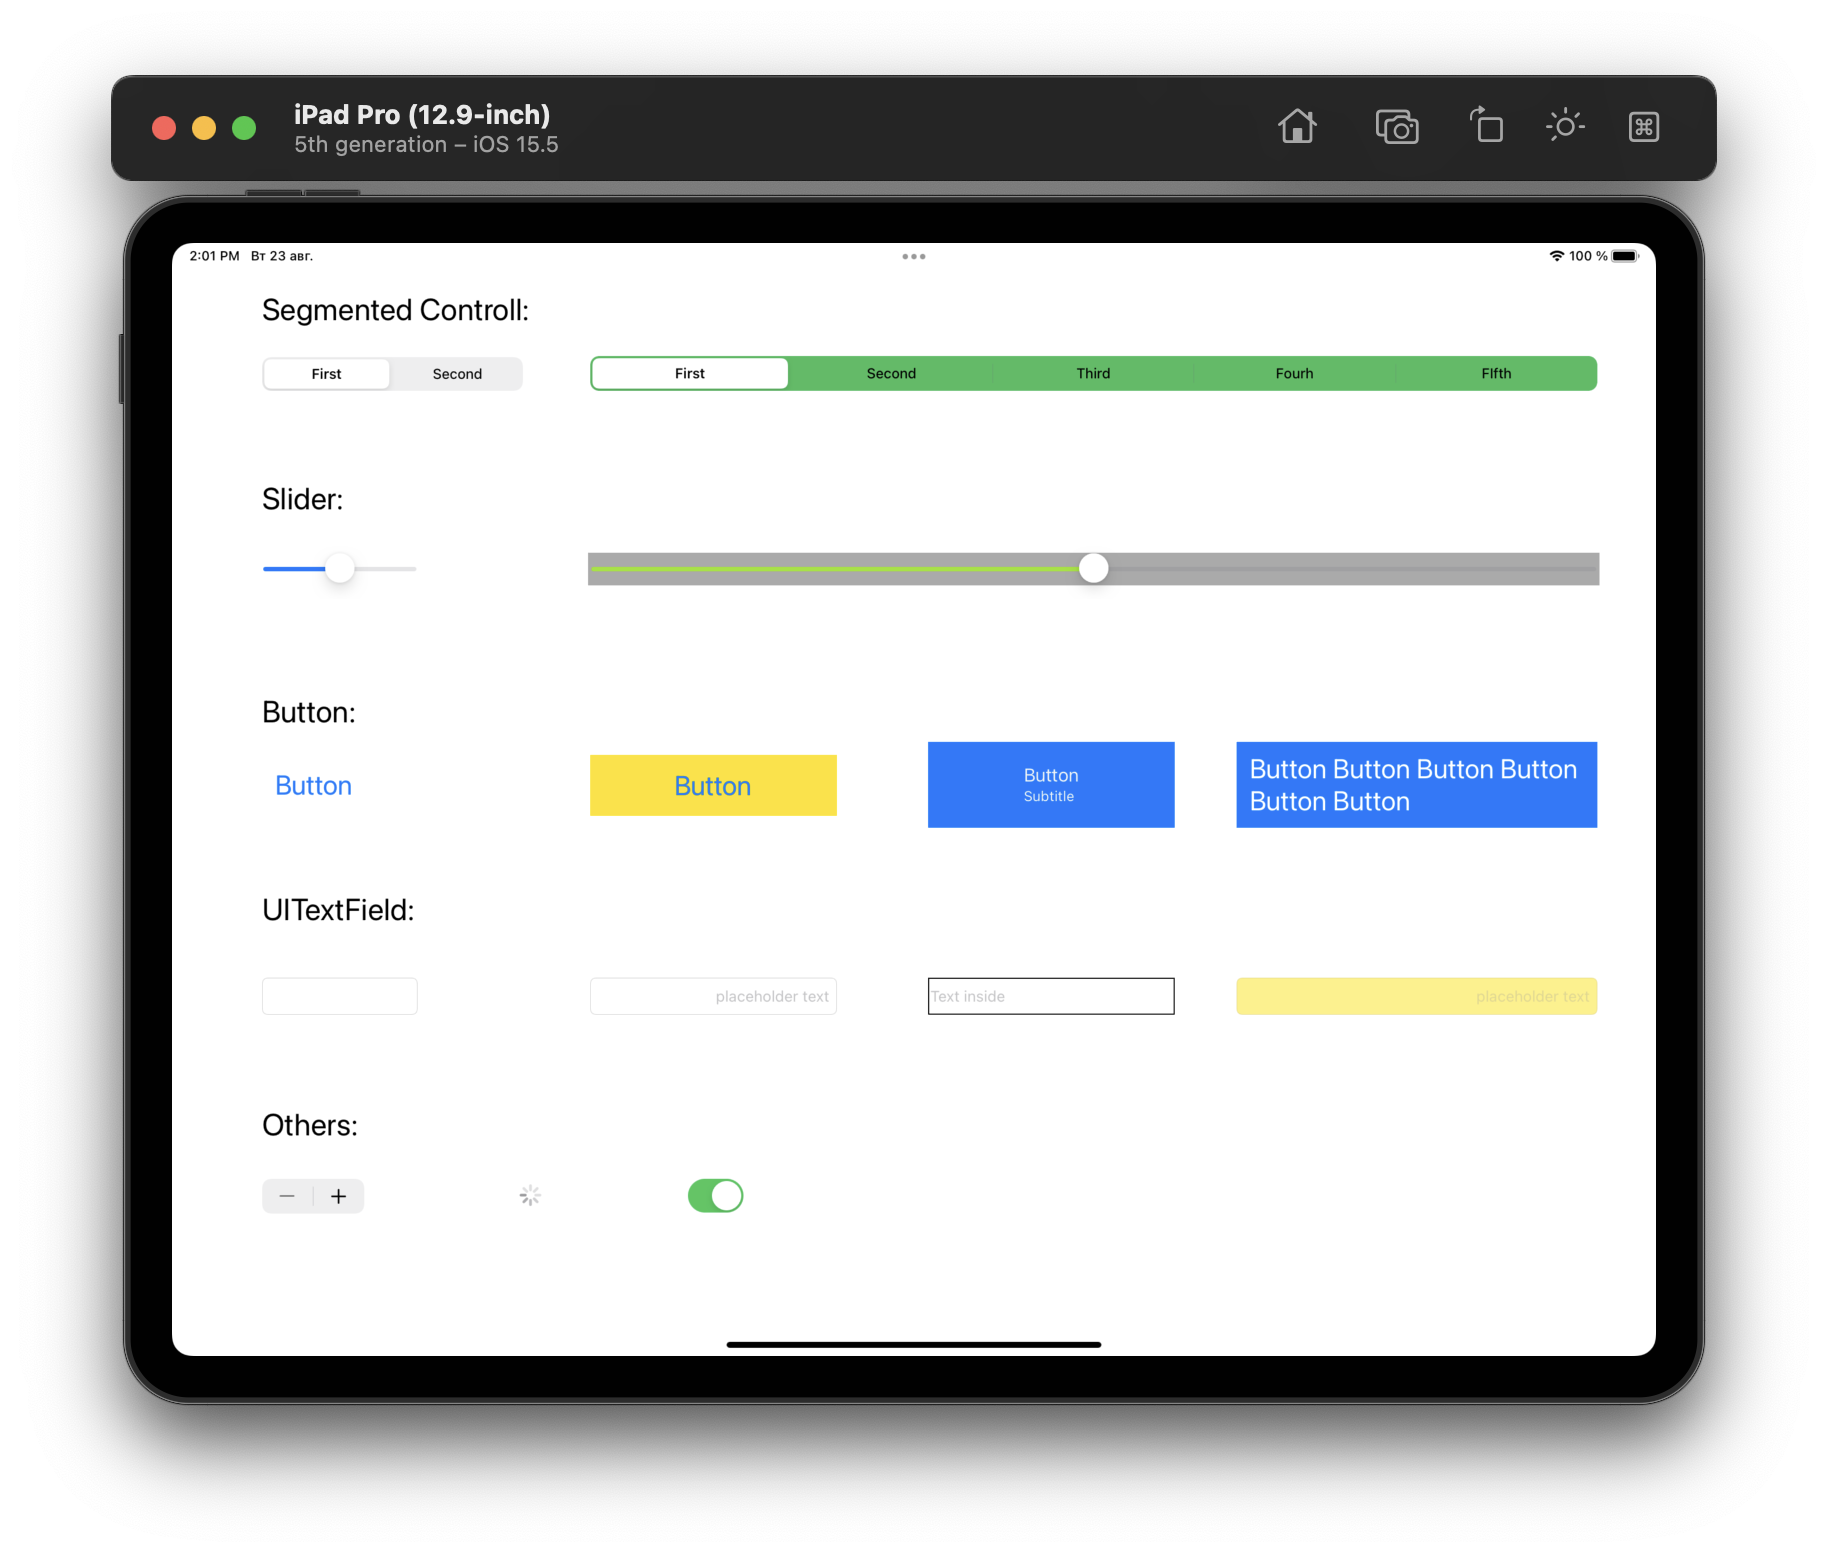 iPad Pro (12.9-inch)
5th generation – iOS 15.5
2:01 PM Вт 23 авг.
100 %
Segmented Controll:
First Second
First Second Third Fourh FIfth
Slider:
Button:
Button
Button
Button
Subtitle
Button Button Button Button
Button Button
UITextField:
placeholder text
Text inside
placeholder text
Others: